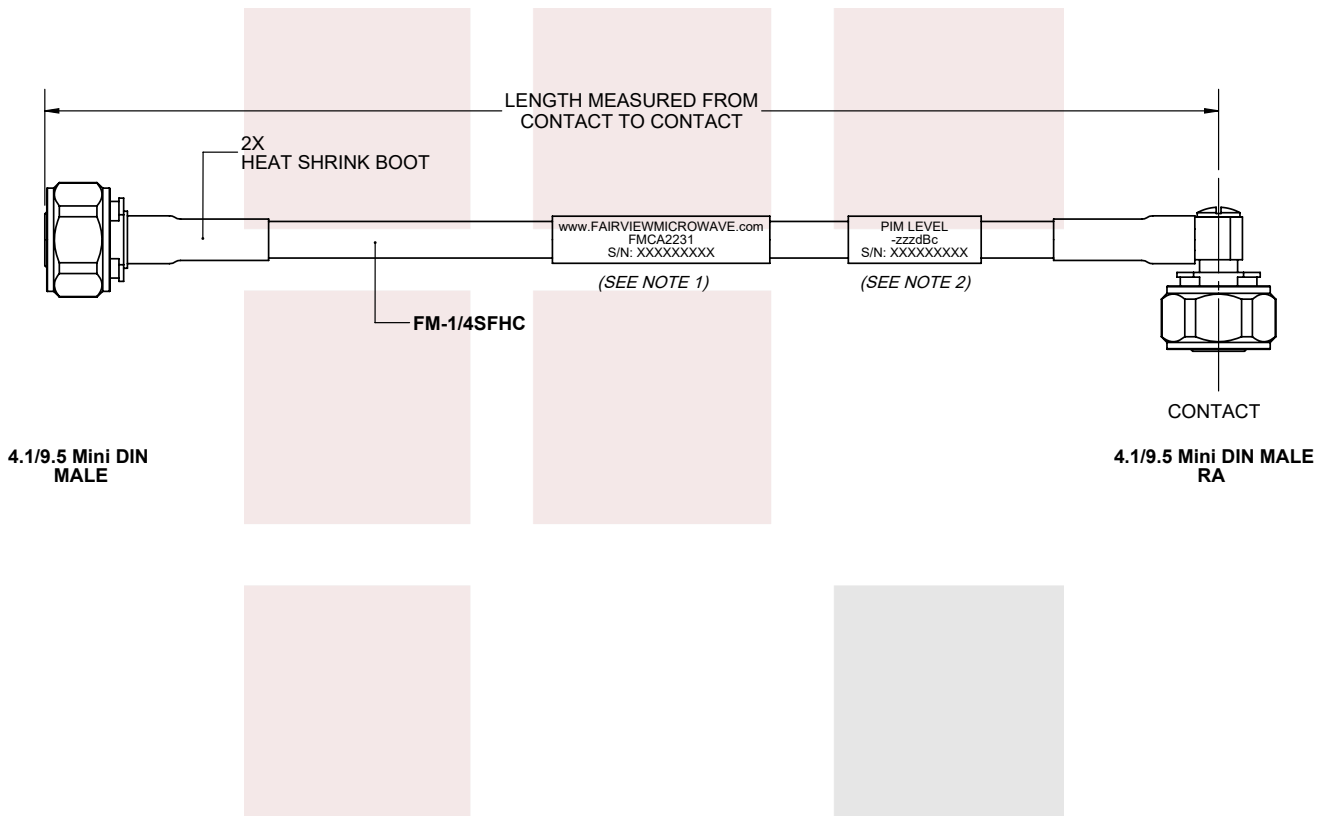 LENGTH MEASURED FROM
CONTACT TO CONTACT
2X
HEAT SHRINK BOOT
www.FAIRVIEWMICROWAVE.com
FMCA2231
S/N: XXXXXXXXX
PIM LEVEL
-zzzdBc
S/N: XXXXXXXXX
(SEE NOTE 1)
(SEE NOTE 2)
FM-1/4SFHC
CONTACT
4.1/9.5 Mini DIN
MALE
4.1/9.5 Mini DIN MALE
RA